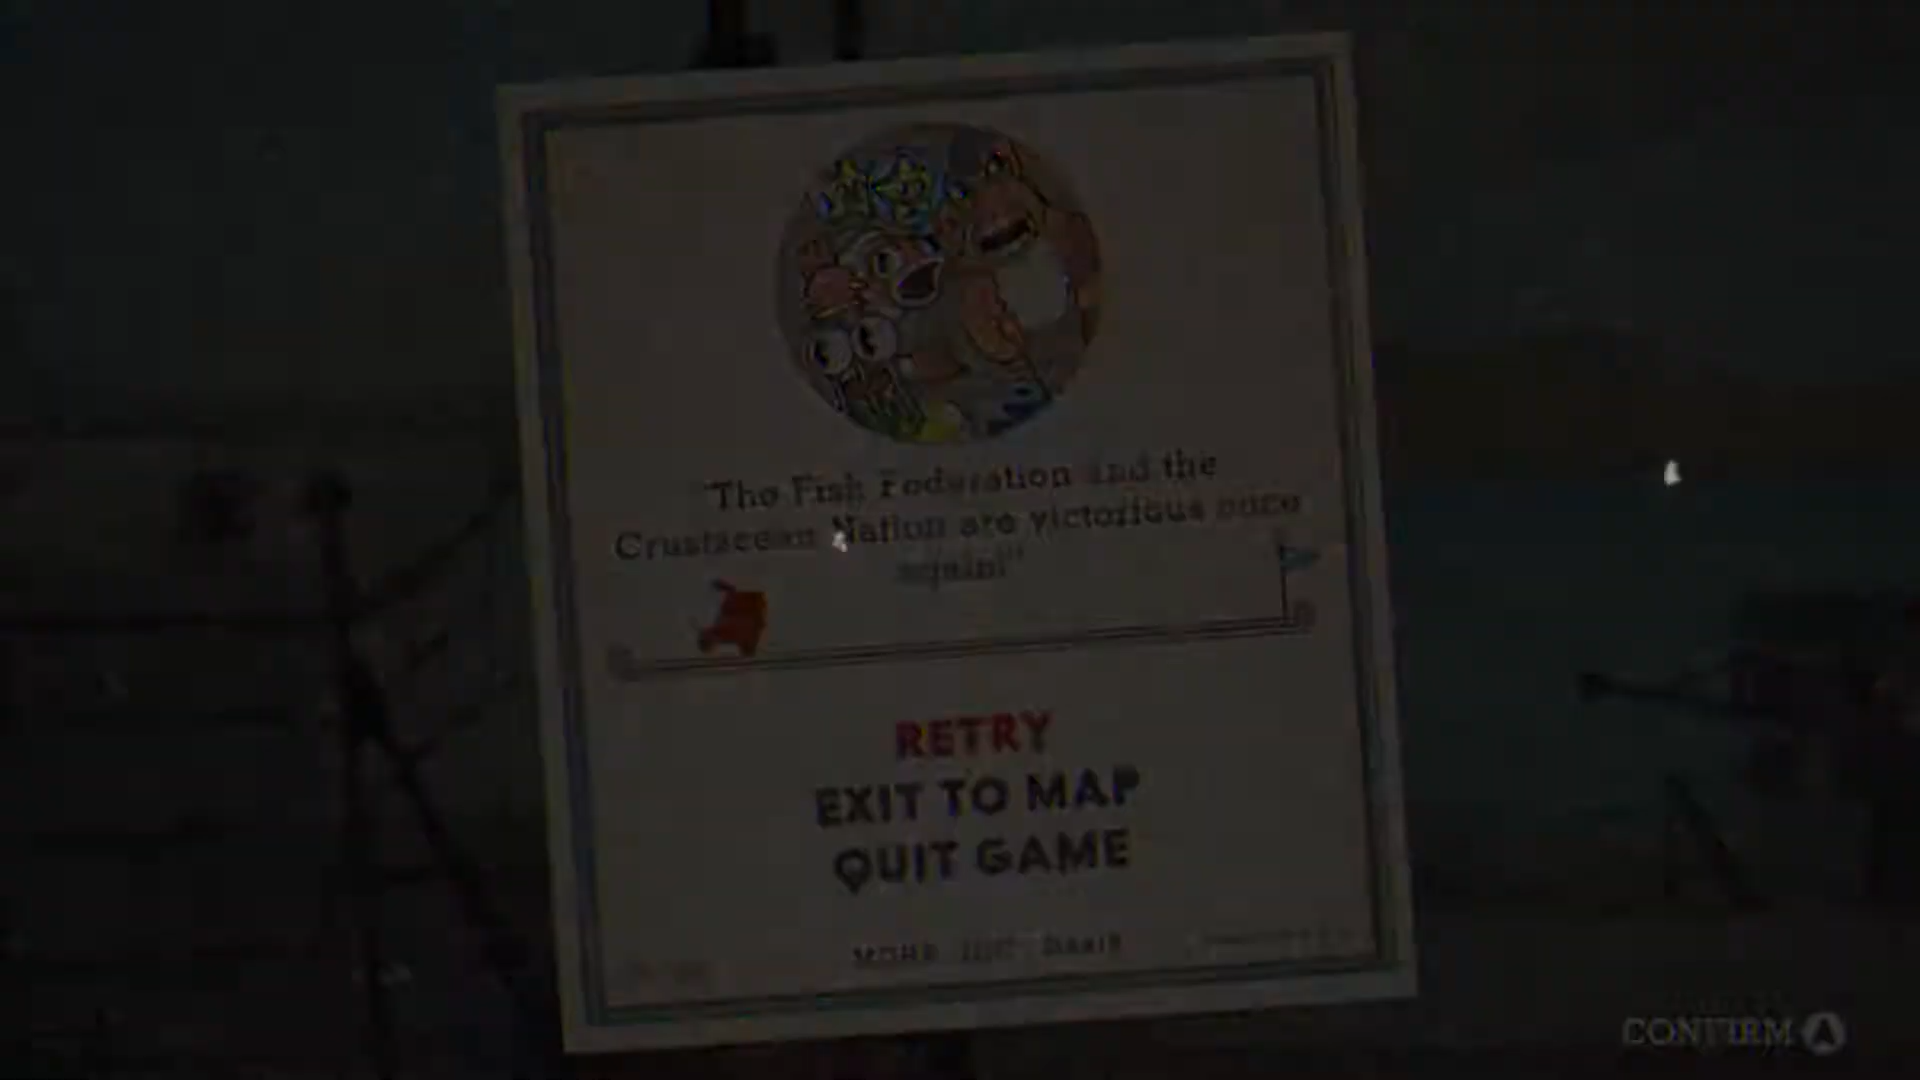 "The Fish Federation and the
Crustacean Nation are victorious once
again!"
RETRY
EXIT TO MAP
QUIT GAME
CONFIRM A